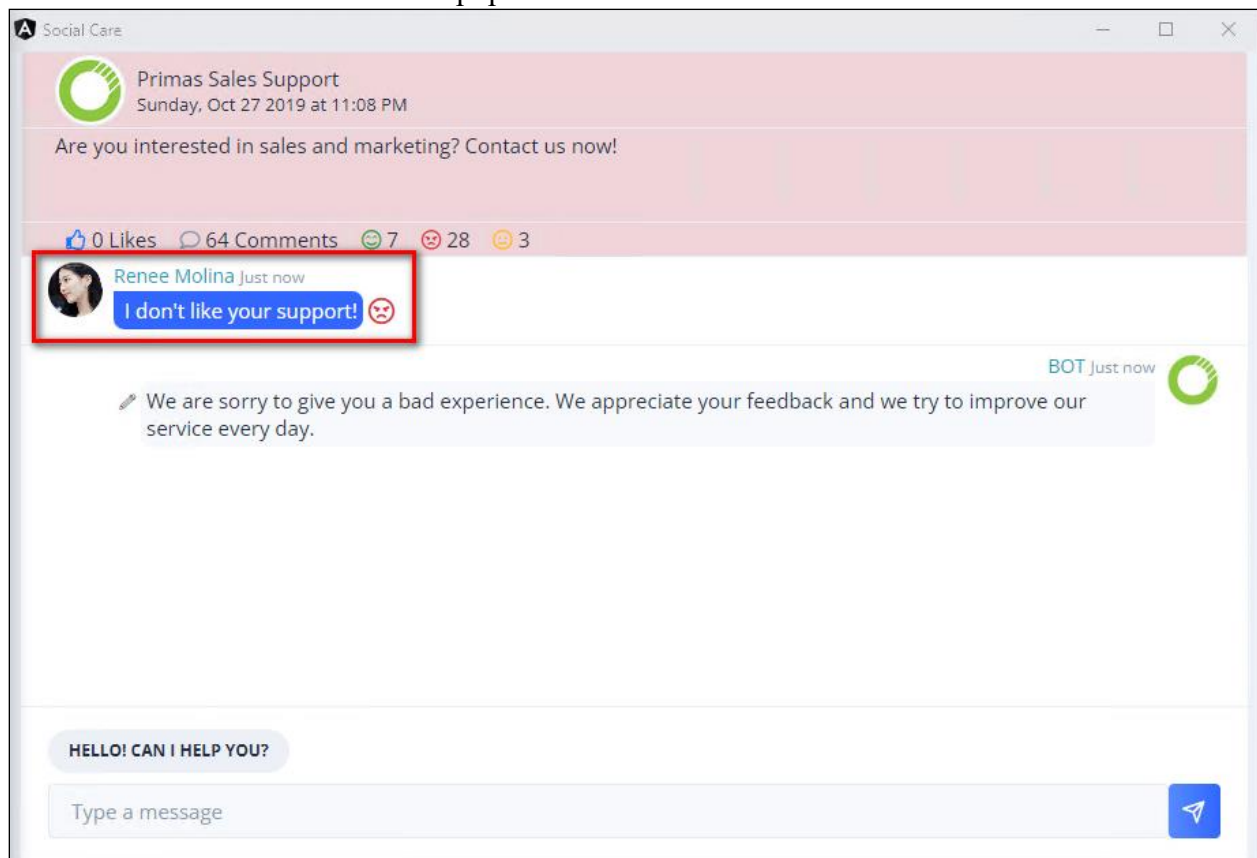 Social Care
Primas Sales Support
Sunday, Oct 27 2019 at 11:08 PM
Are you interested in sales and marketing? Contact us now!
0 Likes 64 Comments 7 28 3
Renee Molina Just now
I don't like your support!
BOT Just now
We are sorry to give you a bad experience. We appreciate your feedback and we try to improve our
service every day.
HELLO! CAN I HELP YOU?
Type a message